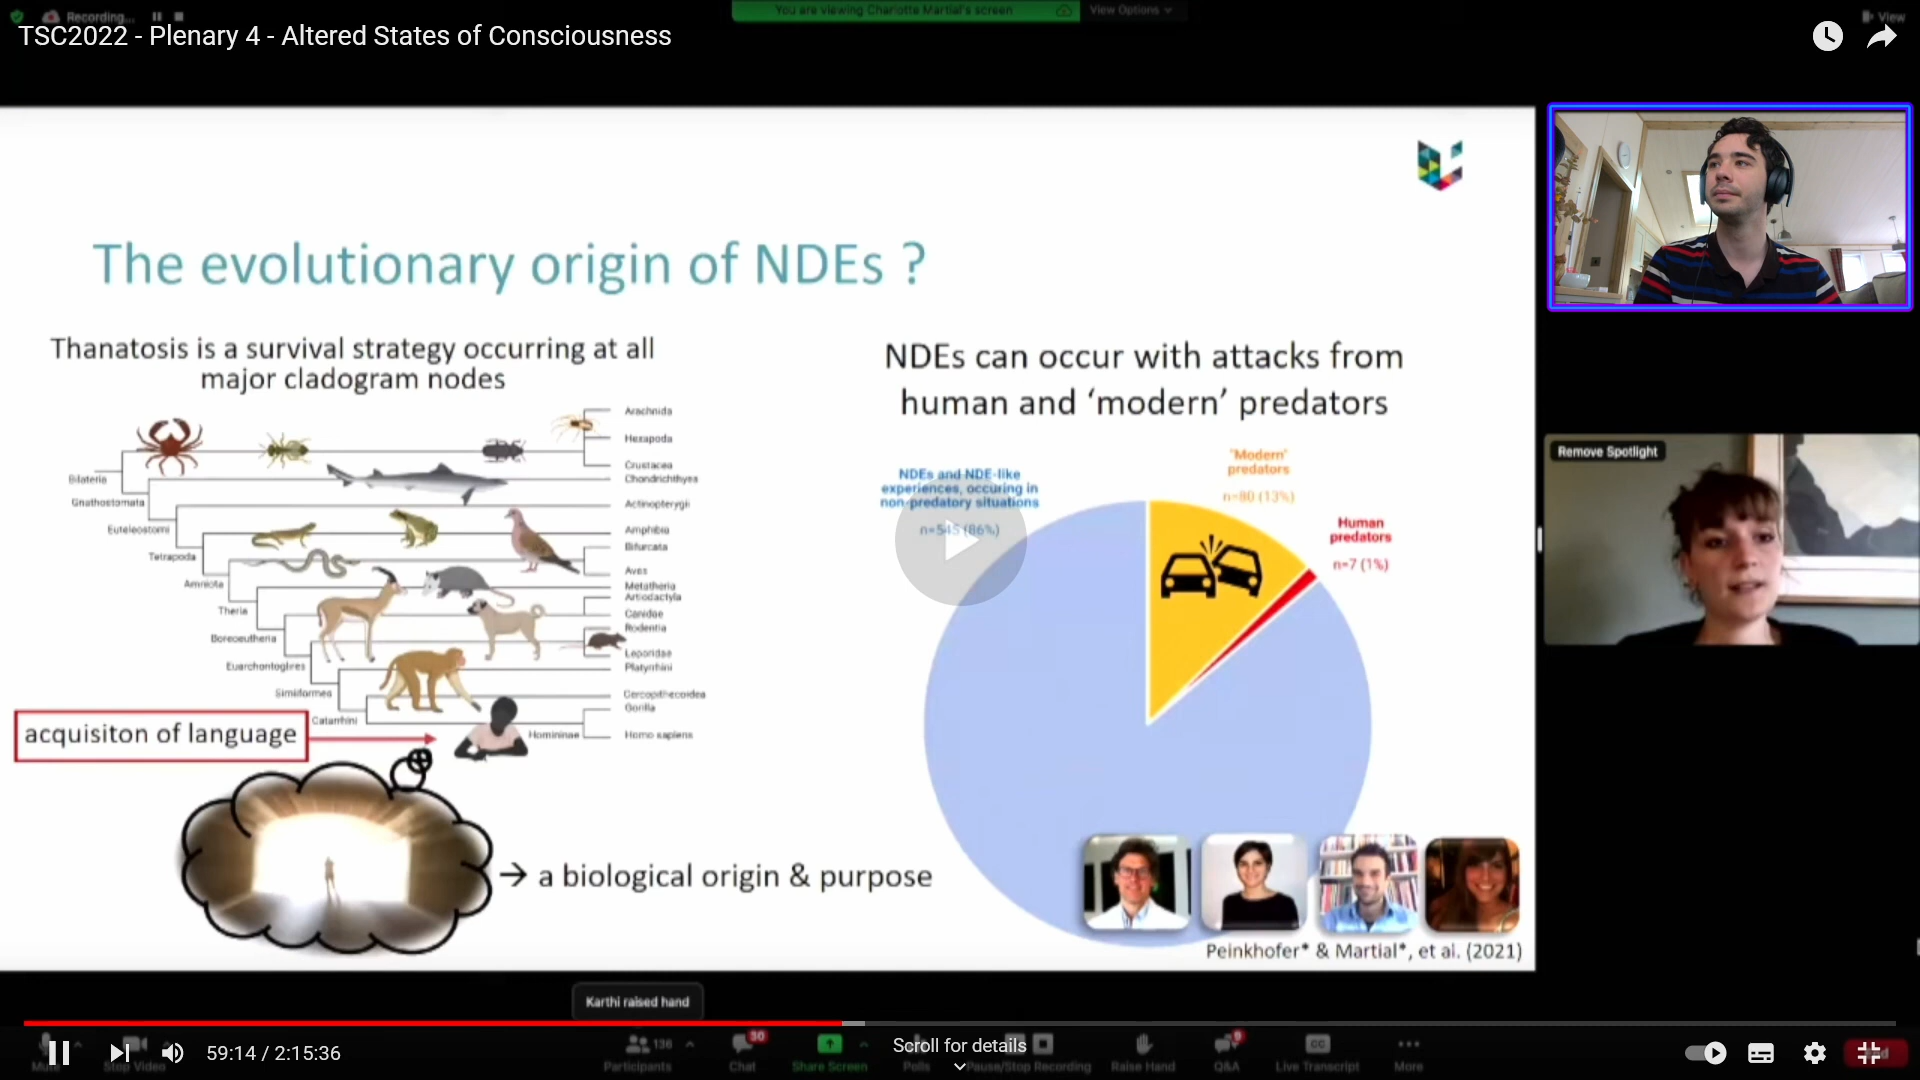 Recording...
You are viewing Charlotte Martial's screen
View Options
View
TSC2022 - Plenary 4 - Altered States of Consciousness
The evolutionary origin of NDEs ?
Thanatosis is a survival strategy occurring at all
major cladogram nodes
Arachnida
Hexapoda
Crustacea
Chondrichthyes
Actinopterygii
Amphibia
Bifurcata
Aves
Metatheria
Artiodactyla
Canidae
Rodentia
Leporidae
Platyrrhini
Cercopithecoidea
Gorilla
Homo sapiens
Bilateria
Gnathostomata
Euteleostomi
Tetrapoda
Amniota
Theria
Boreoeutheria
Euarchontoglires
Simiiformes
Catarrhini
Homininae
acquisiton of language
→ a biological origin & purpose
NDEs can occur with attacks from
human and ‘modern’ predators
NDEs and NDE-like
experiences, occuring in
non-predatory situations
n=545 (86%)
'Modern'
predators
n=80 (13%)
Human
predators
n=7 (1%)
Peinkhofer* & Martial*, et al. (2021)
Remove Spotlight
Karthi raised hand
59:14 / 2:15:36
Mute
Stop Video
136
Participants
30
Chat
Share Screen
Polls
Scroll for details
Pause/Stop Recording
Raise Hand
9
Q&A
CC
Live Transcript
More